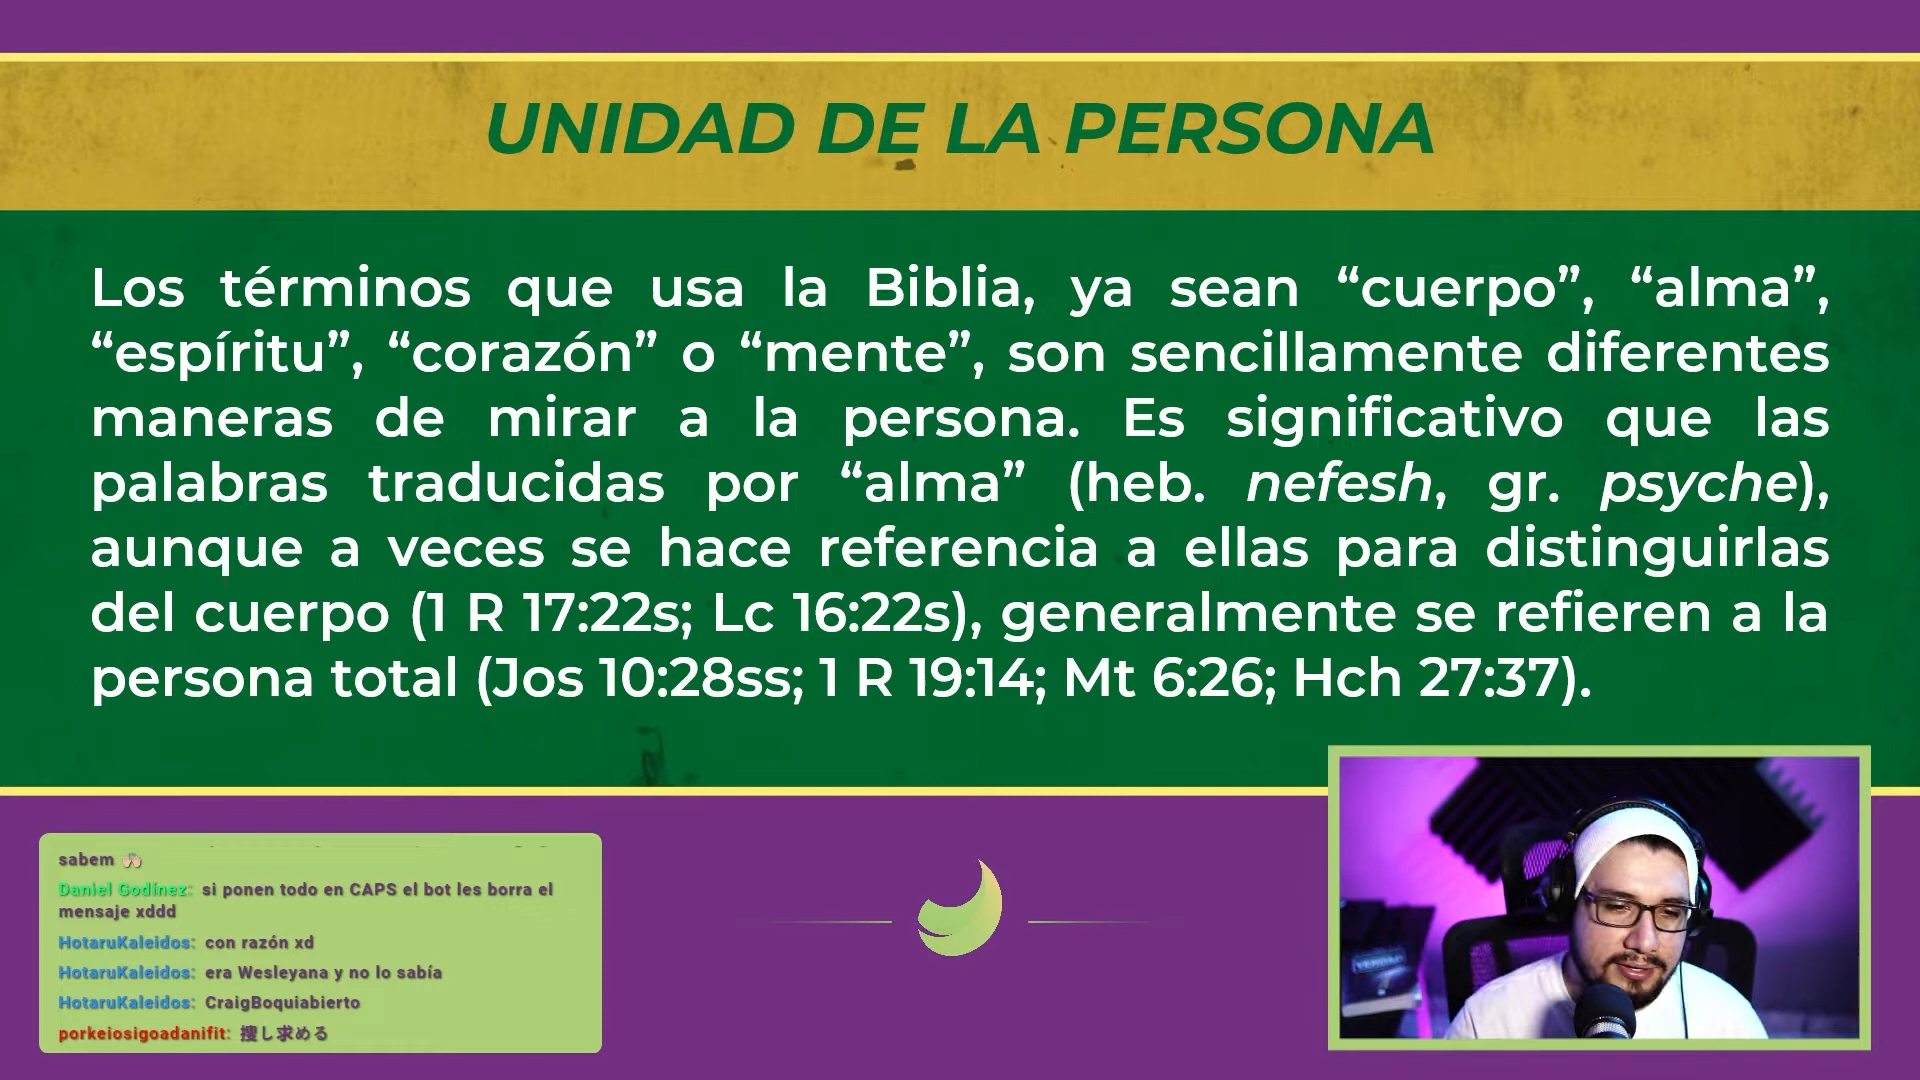 UNIDAD DE LA PERSONA
Los términos que usa la Biblia, ya sean “cuerpo”, “alma”,
“espíritu”, “corazón” o “mente”, son sencillamente diferentes
maneras de mirar a la persona. Es significativo que las
palabras traducidas por “alma” (heb. nefesh, gr. psyche),
aunque a veces se hace referencia a ellas para distinguirlas
del cuerpo (1 R 17:22s; Lc 16:22s), generalmente se refieren a la
persona total (Jos 10:28ss; 1 R 19:14; Mt 6:26; Hch 27:37).
sabem 🙌🏻
Daniel Godínez: si ponen todo en CAPS el bot les borra el
mensaje xddd
HotaruKaleidos: con razón xd
HotaruKaleidos: era Wesleyana y no lo sabía
HotaruKaleidos: CraigBoquiabierto
porkeiosigoadanifit: 捜し求める